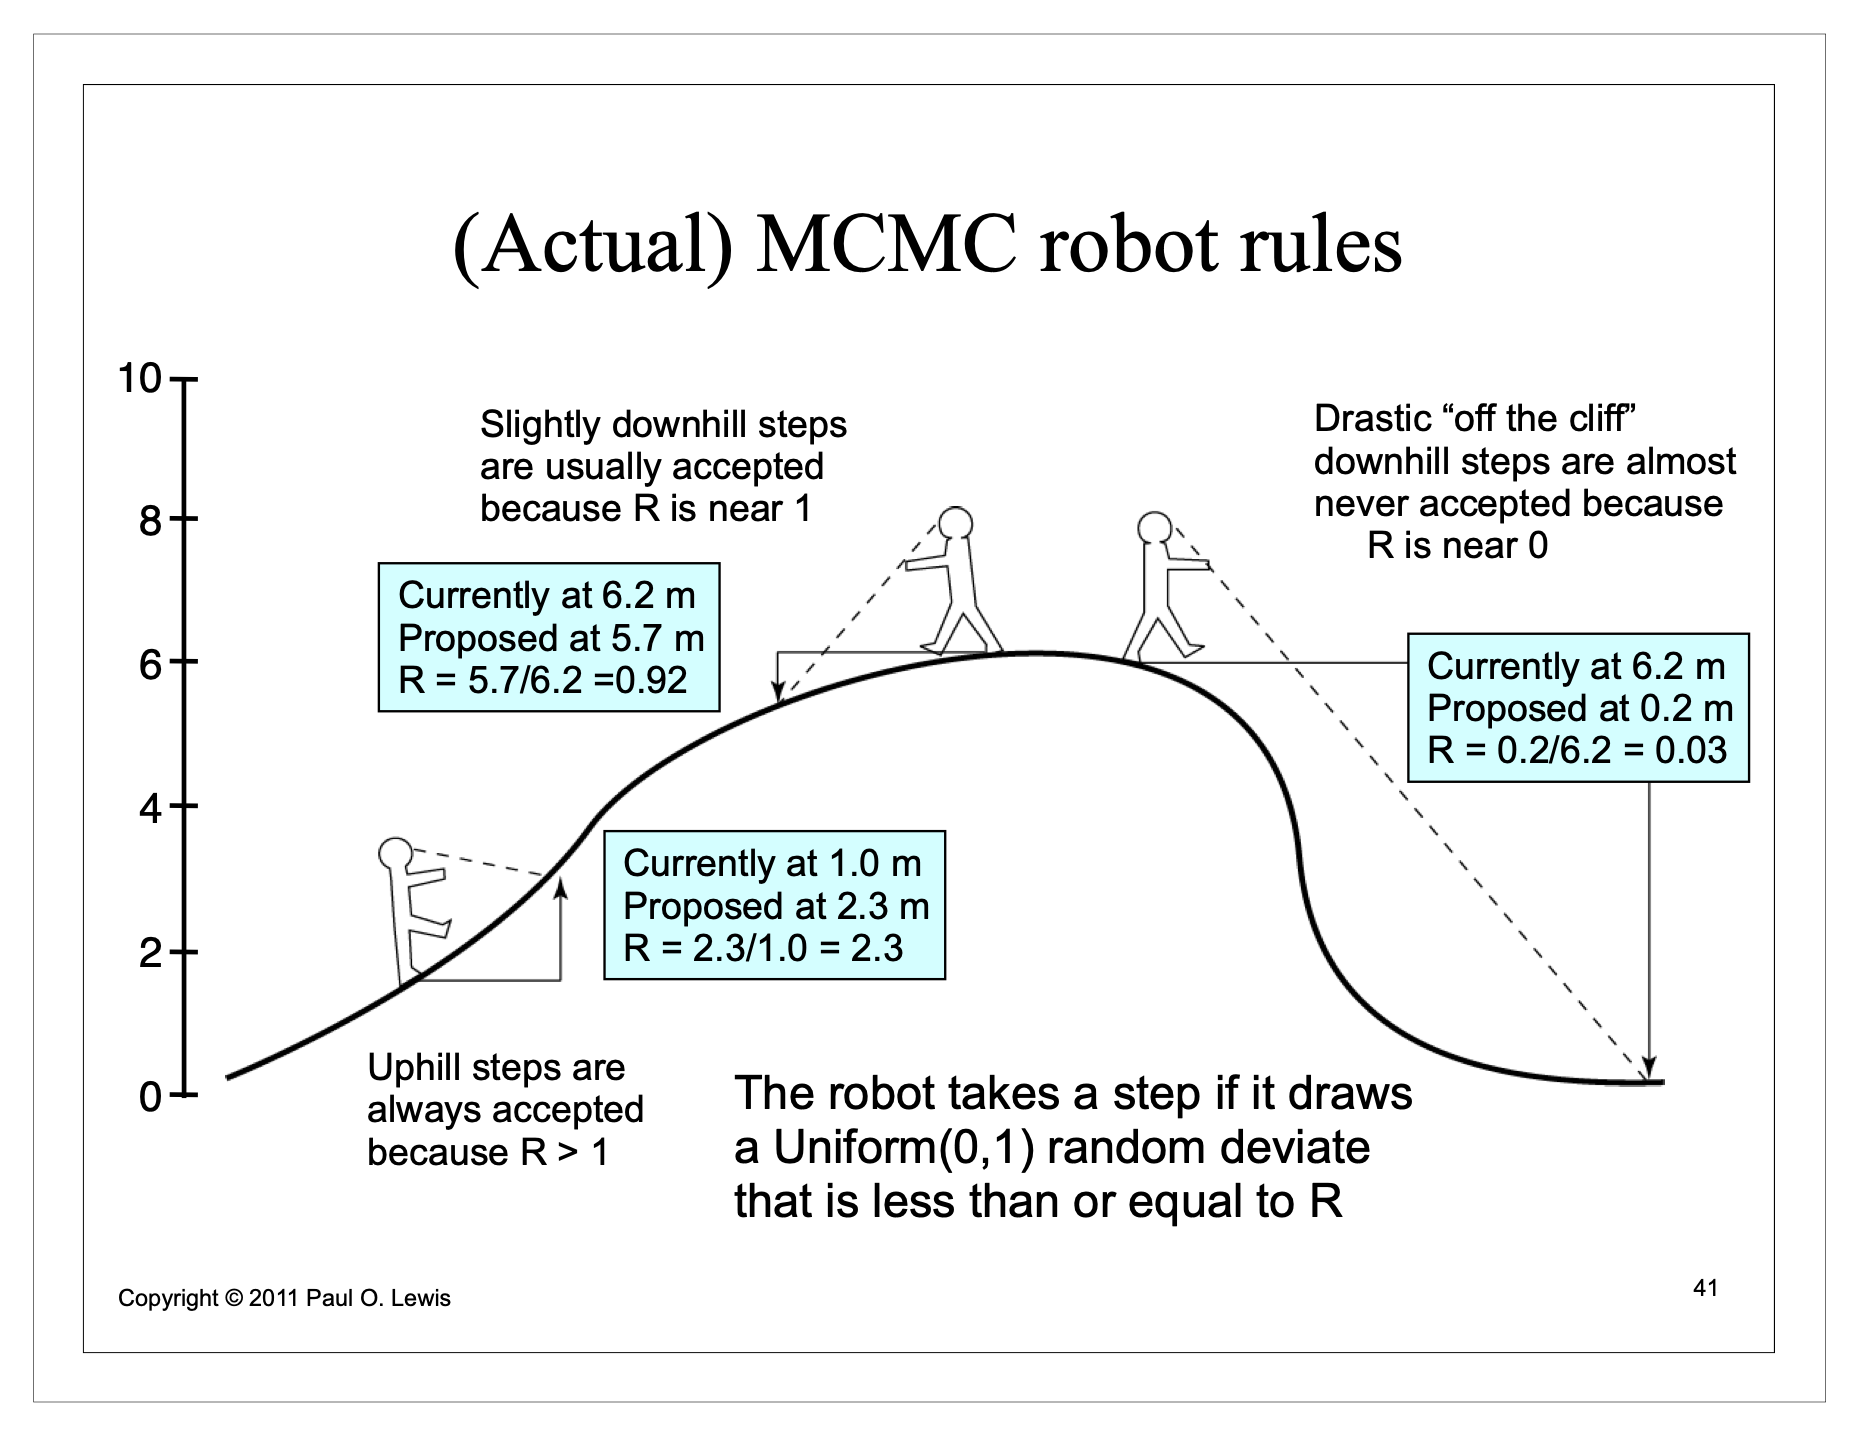 (Actual) MCMC robot rules
10
8
6
4
2
0
Slightly downhill steps
are usually accepted
because R is near 1
Drastic “off the cliff”
downhill steps are almost
never accepted because
R is near 0
Currently at 6.2 m
Proposed at 5.7 m
R = 5.7/6.2 =0.92
Currently at 6.2 m
Proposed at 0.2 m
R = 0.2/6.2 = 0.03
Currently at 1.0 m
Proposed at 2.3 m
R = 2.3/1.0 = 2.3
Uphill steps are
always accepted
because R > 1
The robot takes a step if it draws
a Uniform(0,1) random deviate
that is less than or equal to R
Copyright © 2011 Paul O. Lewis
41